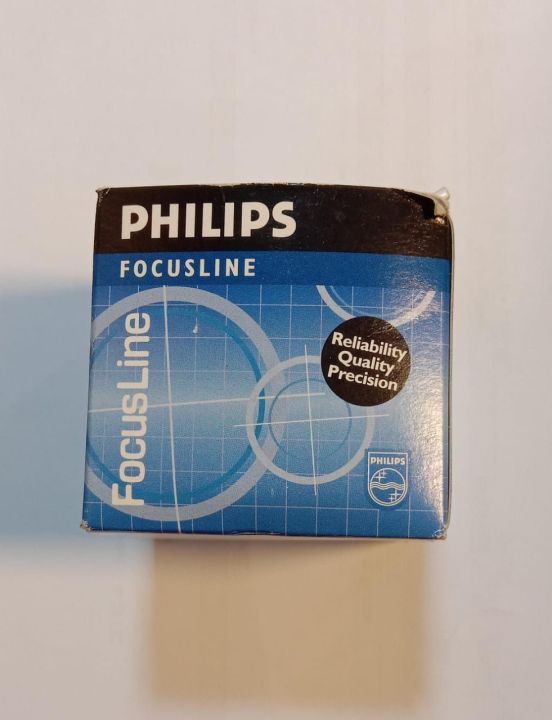 PHILIPS
FOCUSLINE
FocusLine
Reliability
Quality
Precision
PHILIPS